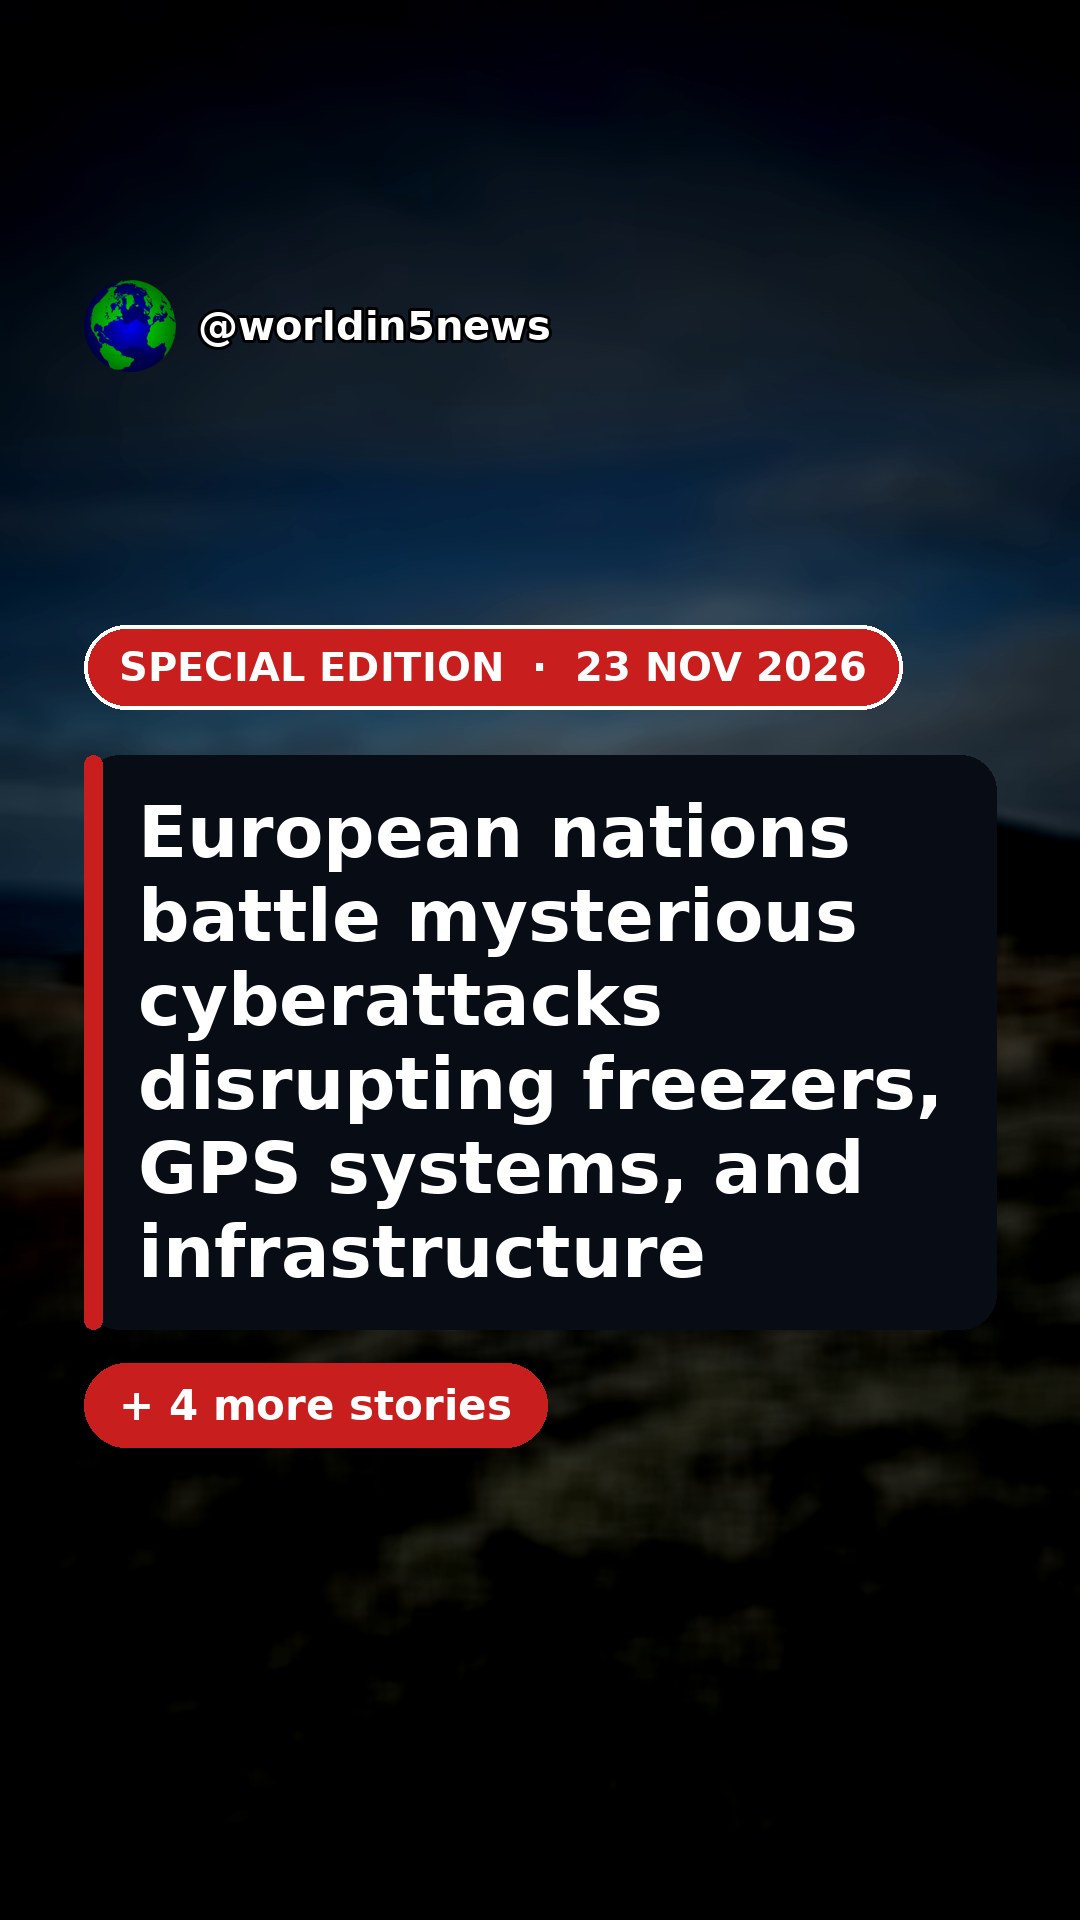 @worldin5news
SPECIAL EDITION · 23 NOV 2026
European nations
battle mysterious
cyberattacks
disrupting freezers,
GPS systems, and
infrastructure
+ 4 more stories